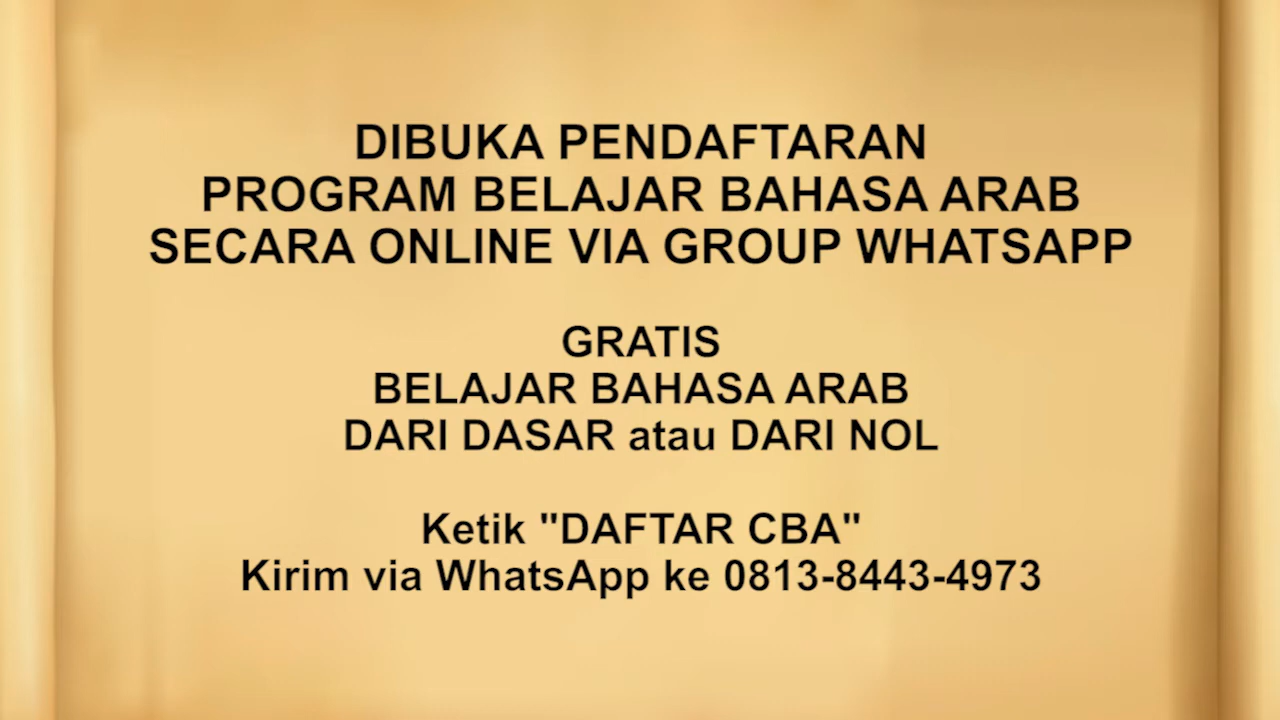 DIBUKA PENDAFTARAN
PROGRAM BELAJAR BAHASA ARAB
SECARA ONLINE VIA GROUP WHATSAPP
GRATIS
BELAJAR BAHASA ARAB
DARI DASAR atau DARI NOL
Ketik "DAFTAR CBA"
Kirim via WhatsApp ke 0813-8443-4973